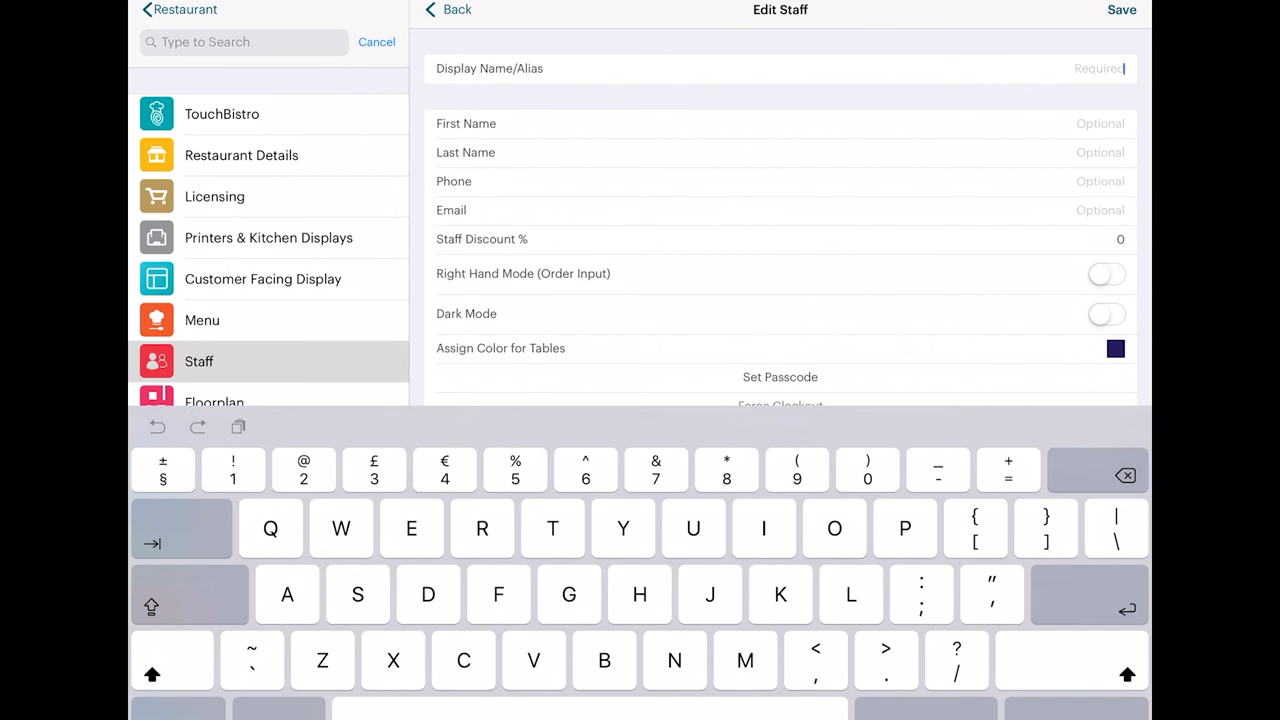 Restaurant
Type to Search
Cancel
TouchBistro
Restaurant Details
Licensing
Printers & Kitchen Displays
Customer Facing Display
Menu
Staff
Floorplan
Back
Edit Staff
Save
Display Name/Alias Required
First Name Optional
Last Name Optional
Phone Optional
Email Optional
Staff Discount % 0
Right Hand Mode (Order Input)
Dark Mode
Assign Color for Tables
Set Passcode
Force Clockout
± ! @ £ € % ^ & * ( ) _ +
§ 1 2 3 4 5 6 7 8 9 0 - =
Q W E R T Y U I O P { } |
[ ] \
A S D F G H J K L : "
; '
~ Z X C V B N M < > ?
` , . /